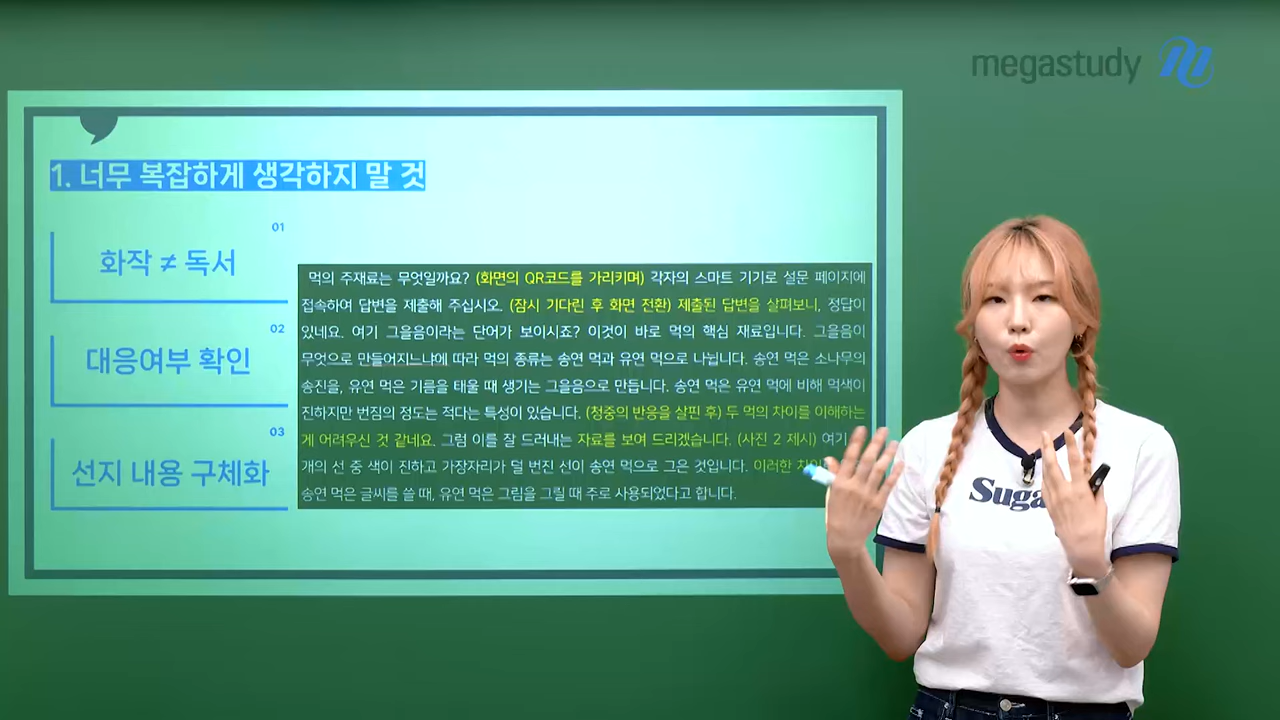 megastudy
1. 너무 복잡하게 생각하지 말 것
01
화작 ≠ 독서
02
대응여부 확인
03
선지 내용 구체화
먹의 주재료는 무엇일까요? (화면의 QR코드를 가리키며) 각자의 스마트 기기로 설문 페이지에
접속하여 답변을 제출해 주십시오. (잠시 기다린 후 화면 전환) 제출된 답변을 살펴보니, 정답이
있네요. 여기 그을음이라는 단어가 보이시죠? 이것이 바로 먹의 핵심 재료입니다. 그을음이
무엇으로 만들어지느냐에 따라 먹의 종류는 송연 먹과 유연 먹으로 나뉩니다. 송연 먹은 소나무의
송진을, 유연 먹은 기름을 태울 때 생기는 그을음으로 만듭니다. 송연 먹은 유연 먹에 비해 먹색이
진하지만 번짐의 정도는 적다는 특성이 있습니다. (청중의 반응을 살핀 후) 두 먹의 차이를 이해하는
게 어려우신 것 같네요. 그럼 이를 잘 드러내는 자료를 보여 드리겠습니다. (사진 2 제시) 여기
개의 선 중 색이 진하고 가장자리가 덜 번진 선이 송연 먹으로 그은 것입니다. 이러한
송연 먹은 글씨를 쓸 때, 유연 먹은 그림을 그릴 때 주로 사용되었다고 합니다.